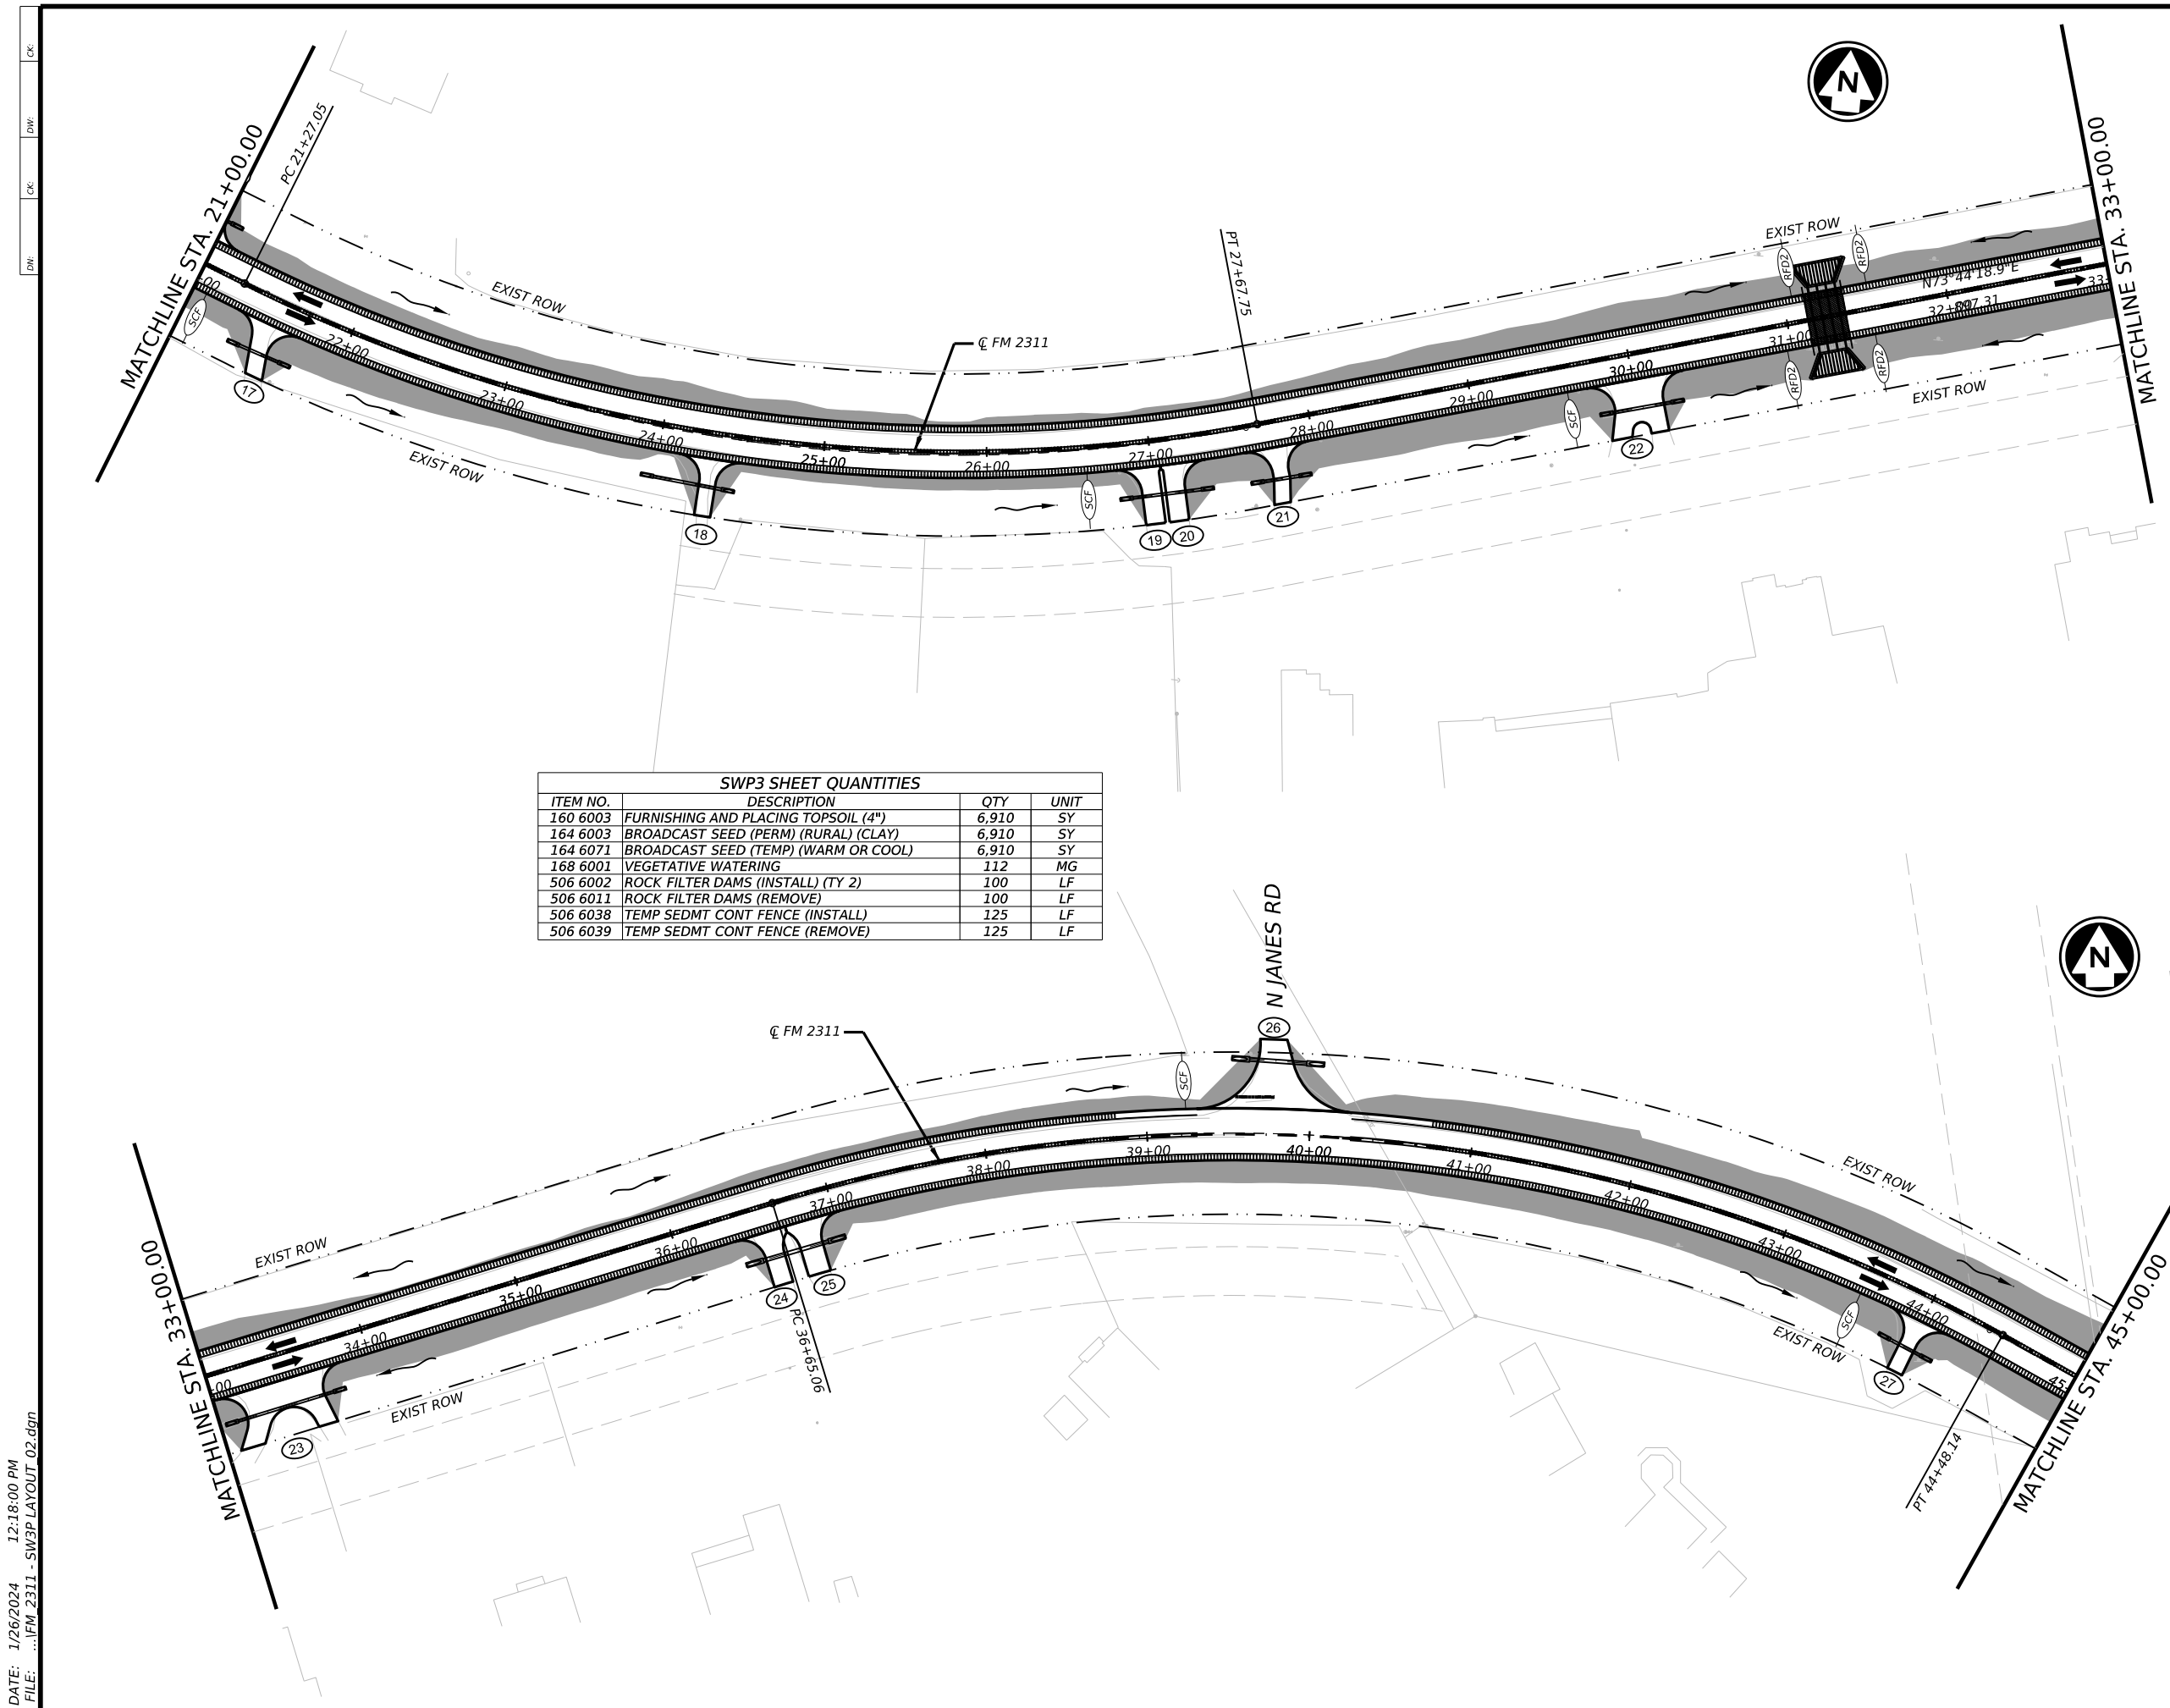 CK:
DW:
CK:
DN:
MATCHLINE STA. 21+00.00
PC 21+27.05
N
MATCHLINE STA. 33+00.00
EXIST ROW
EXIST ROW
RFD2
RFD2
N73°44'18.9"E
897.31
SCF
22+00
23+00
24+00
25+00
26+00
27+00
28+00
29+00
30+00
31+00
32+00
33+
℄ FM 2311
PT 27+67.75
EXIST ROW
EXIST ROW
SCF
SCF
RFD2
RFD2
17
18
19
20
21
22
SWP3 SHEET QUANTITIES
ITEM NO. DESCRIPTION QTY UNIT
160 6003 FURNISHING AND PLACING TOPSOIL (4") 6,910 SY
164 6003 BROADCAST SEED (PERM) (RURAL) (CLAY) 6,910 SY
164 6071 BROADCAST SEED (TEMP) (WARM OR COOL) 6,910 SY
168 6001 VEGETATIVE WATERING 112 MG
506 6002 ROCK FILTER DAMS (INSTALL) (TY 2) 100 LF
506 6011 ROCK FILTER DAMS (REMOVE) 100 LF
506 6038 TEMP SEDMT CONT FENCE (INSTALL) 125 LF
506 6039 TEMP SEDMT CONT FENCE (REMOVE) 125 LF
N JANES RD
N
℄ FM 2311
26
SCF
MATCHLINE STA. 33+00.00
EXIST ROW
EXIST ROW
34+00
35+00
36+00
37+00
38+00
39+00
40+00
41+00
42+00
43+00
44+00
45+
EXIST ROW
EXIST ROW
SCF
23
24
25
27
PC 36+65.06
PT 44+48.14
MATCHLINE STA. 45+00.00
DATE: 1/26/2024 12:18:00 PM
FILE: ...\FM_2311 - SW3P LAYOUT_02.dgn